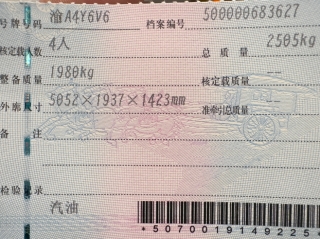 号牌号码 渝A4Y6V6 档案编号 500000683627
核定载人数 4人 总质量 2505kg
整备质量 1980kg 核定载质量 --
外廓尺寸 5052×1937×1423mm 准牵引总质量 --
备注
检验记录
汽油
*50700191492254